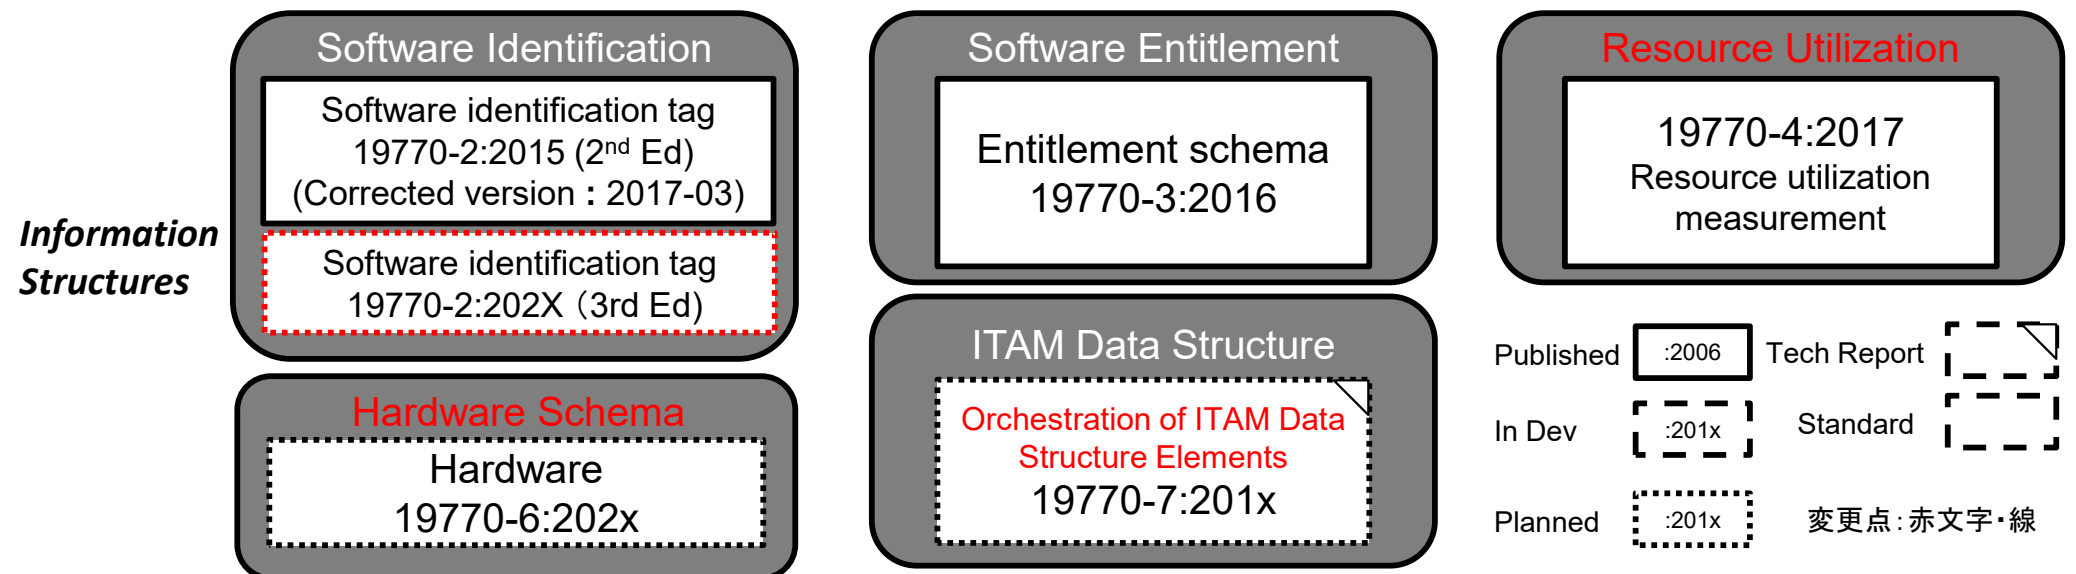 Information
Structures
Software Identification
Software identification tag
19770-2:2015 (2nd Ed)
(Corrected version : 2017-03)
Software identification tag
19770-2:202X（3rd Ed)
Hardware Schema
Hardware
19770-6:202x
Software Entitlement
Entitlement schema
19770-3:2016
ITAM Data Structure
Orchestration of ITAM Data
Structure Elements
19770-7:201x
Resource Utilization
19770-4:2017
Resource utilization
measurement
Published :2006 Tech Report
In Dev :201x Standard
Planned :201x 変更点：赤文字・線